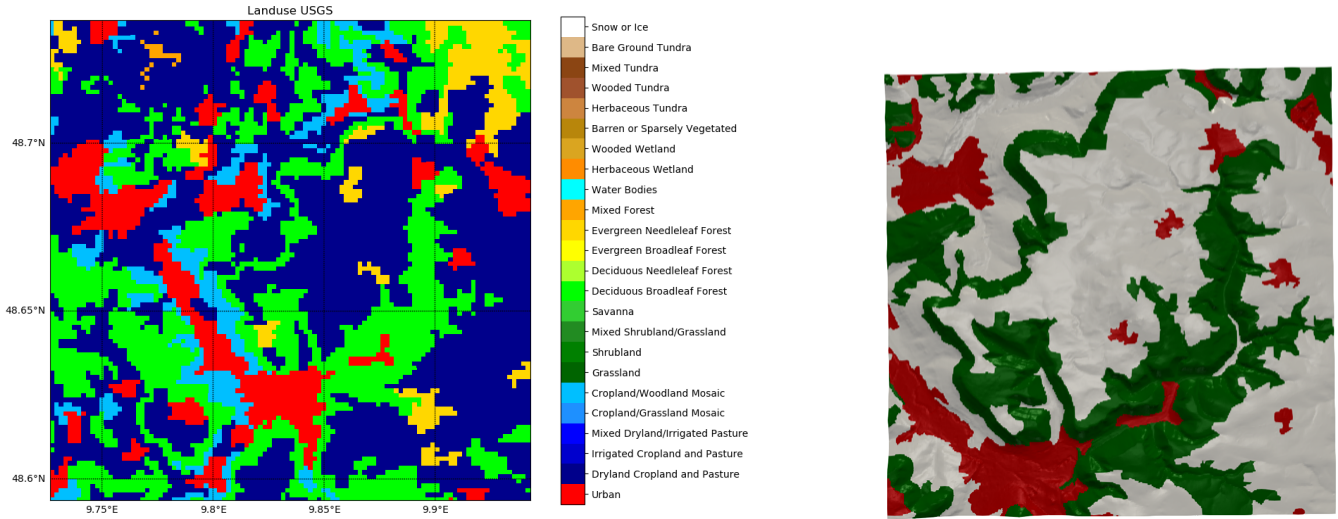 Landuse USGS
48.7°N
48.65°N
48.6°N
9.75°E
9.8°E
9.85°E
9.9°E
Snow or Ice
Bare Ground Tundra
Mixed Tundra
Wooded Tundra
Herbaceous Tundra
Barren or Sparsely Vegetated
Wooded Wetland
Herbaceous Wetland
Water Bodies
Mixed Forest
Evergreen Needleleaf Forest
Evergreen Broadleaf Forest
Deciduous Needleleaf Forest
Deciduous Broadleaf Forest
Savanna
Mixed Shrubland/Grassland
Shrubland
Grassland
Cropland/Woodland Mosaic
Cropland/Grassland Mosaic
Mixed Dryland/Irrigated Pasture
Irrigated Cropland and Pasture
Dryland Cropland and Pasture
Urban